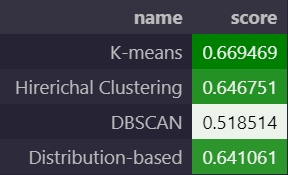 name score
K-means 0.669469
Hirerichal Clustering 0.646751
DBSCAN 0.518514
Distribution-based 0.641061